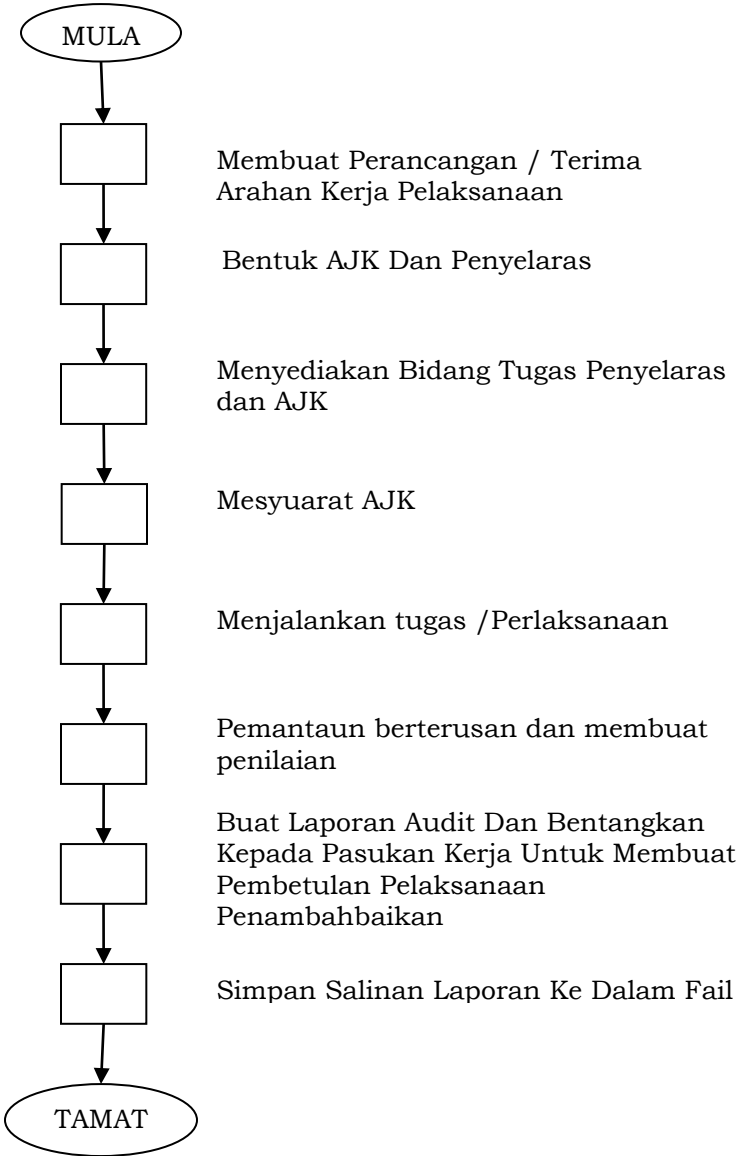 MULA
Membuat Perancangan / Terima
Arahan Kerja Pelaksanaan
Bentuk AJK Dan Penyelaras
Menyediakan Bidang Tugas Penyelaras
dan AJK
Mesyuarat AJK
Menjalankan tugas /Perlaksanaan
Pemantaun berterusan dan membuat
penilaian
Buat Laporan Audit Dan Bentangkan
Kepada Pasukan Kerja Untuk Membuat
Pembetulan Pelaksanaan
Penambahbaikan
Simpan Salinan Laporan Ke Dalam Fail
TAMAT